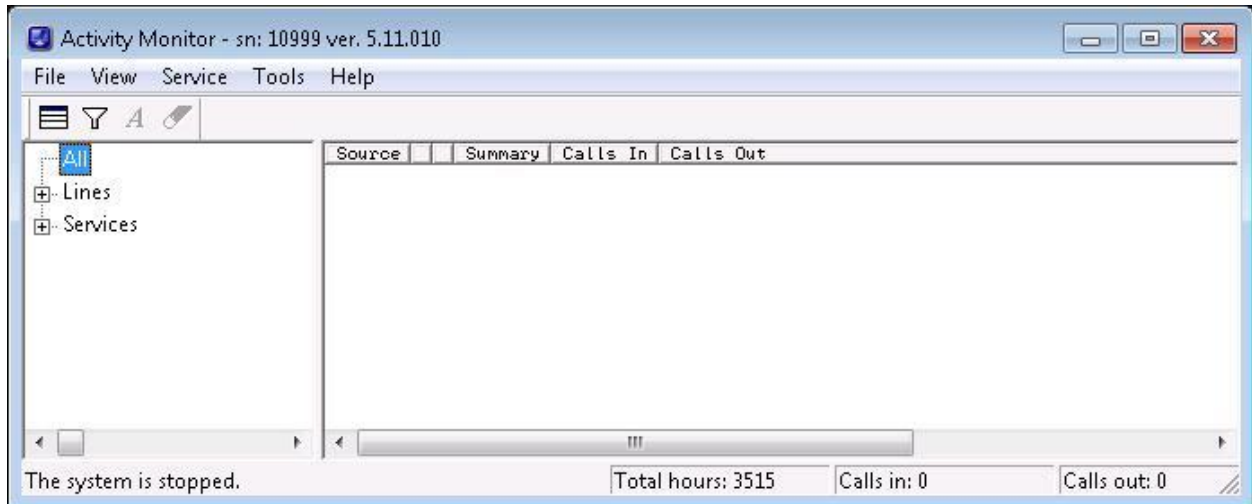 Activity Monitor - sn: 10999 ver. 5.11.010
File View Service Tools Help
A
All
Lines
Services
Source Summary Calls In Calls Out
The system is stopped. Total hours: 3515 Calls in: 0 Calls out: 0